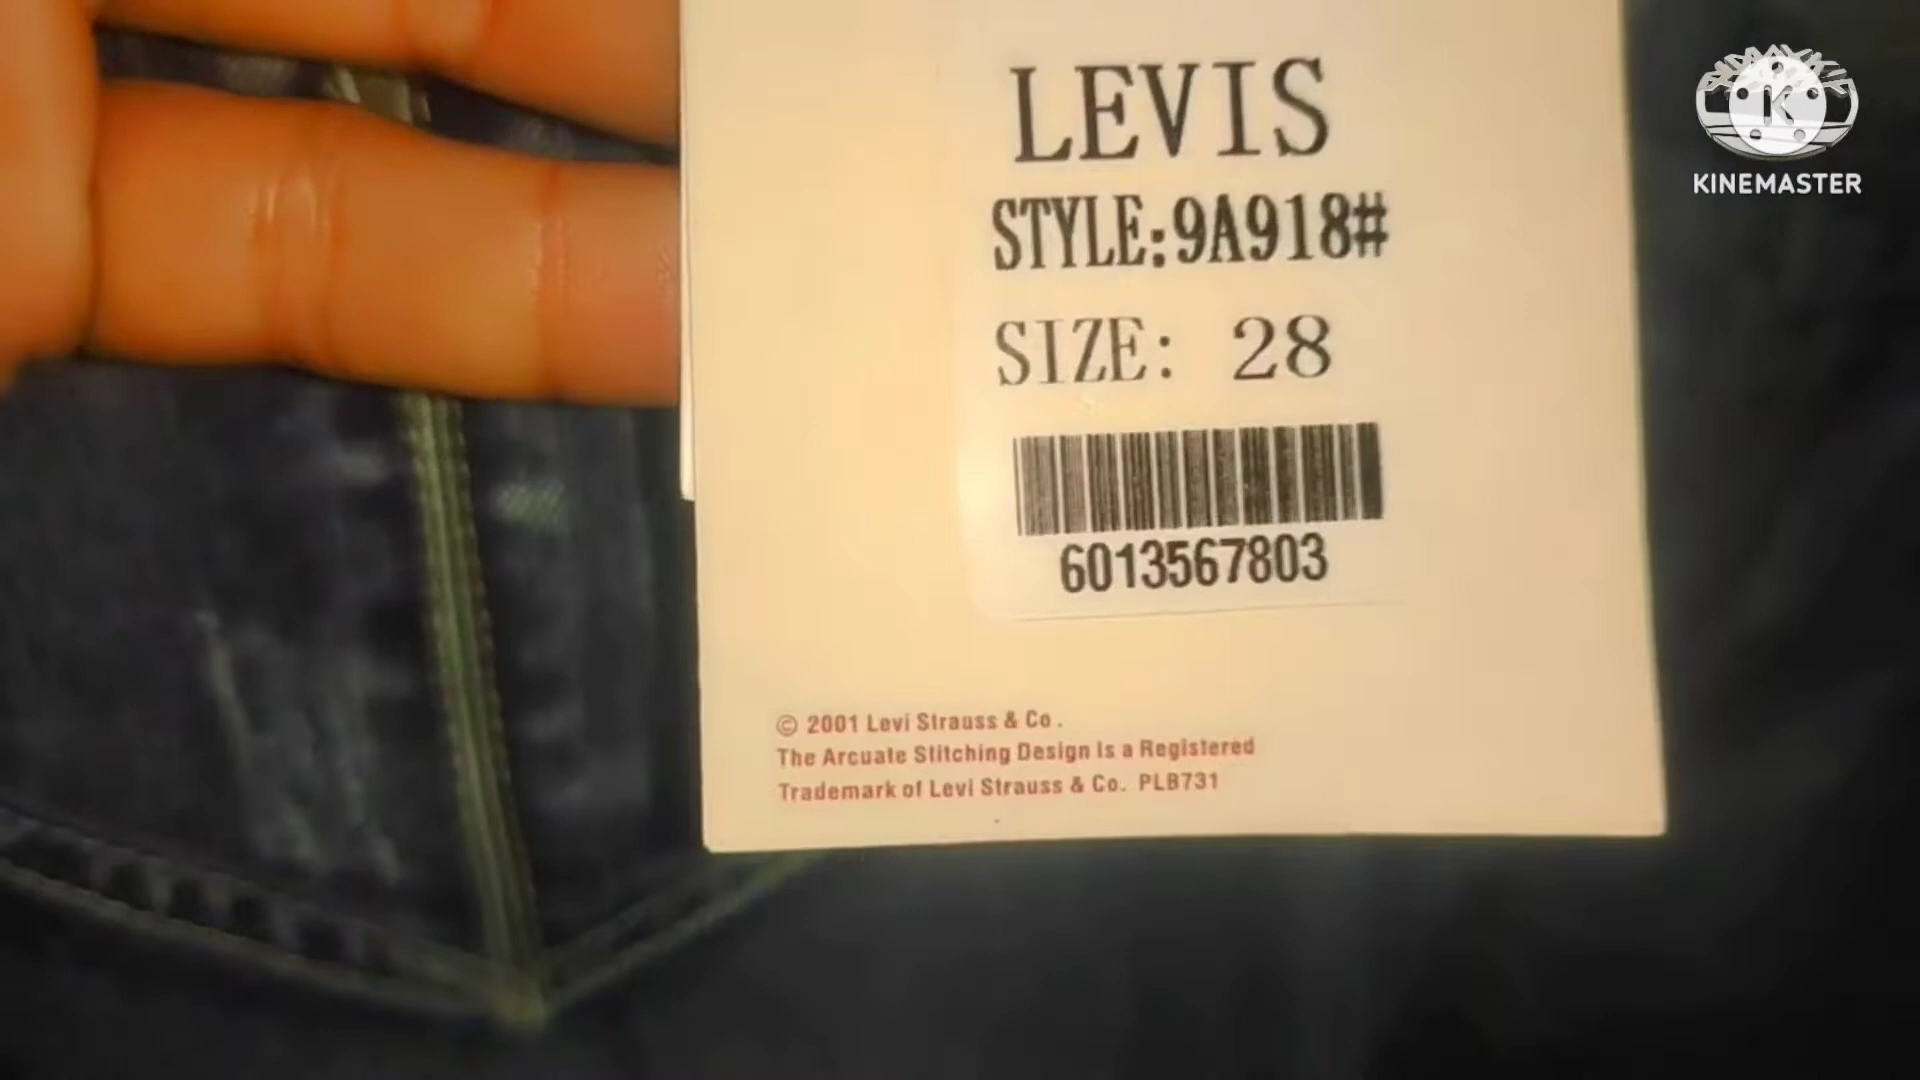 LEVIS
STYLE:9A918#
SIZE: 28
6013567803
© 2001 Levi Strauss & Co.
The Arcuate Stitching Design Is a Registered
Trademark of Levi Strauss & Co. PLB731
K
KINEMASTER